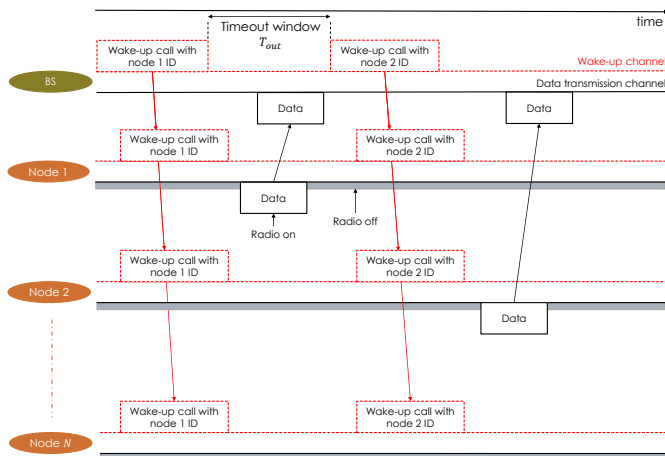 time
Timeout window
T_out
Wake-up call with
node 1 ID
Wake-up call with
node 2 ID
Wake-up channel
BS
Data transmission channel
Data
Data
Wake-up call with
node 1 ID
Wake-up call with
node 2 ID
Node 1
Data
Radio on
Radio off
Wake-up call with
node 1 ID
Wake-up call with
node 2 ID
Node 2
Data
Wake-up call with
node 1 ID
Wake-up call with
node 2 ID
Node N